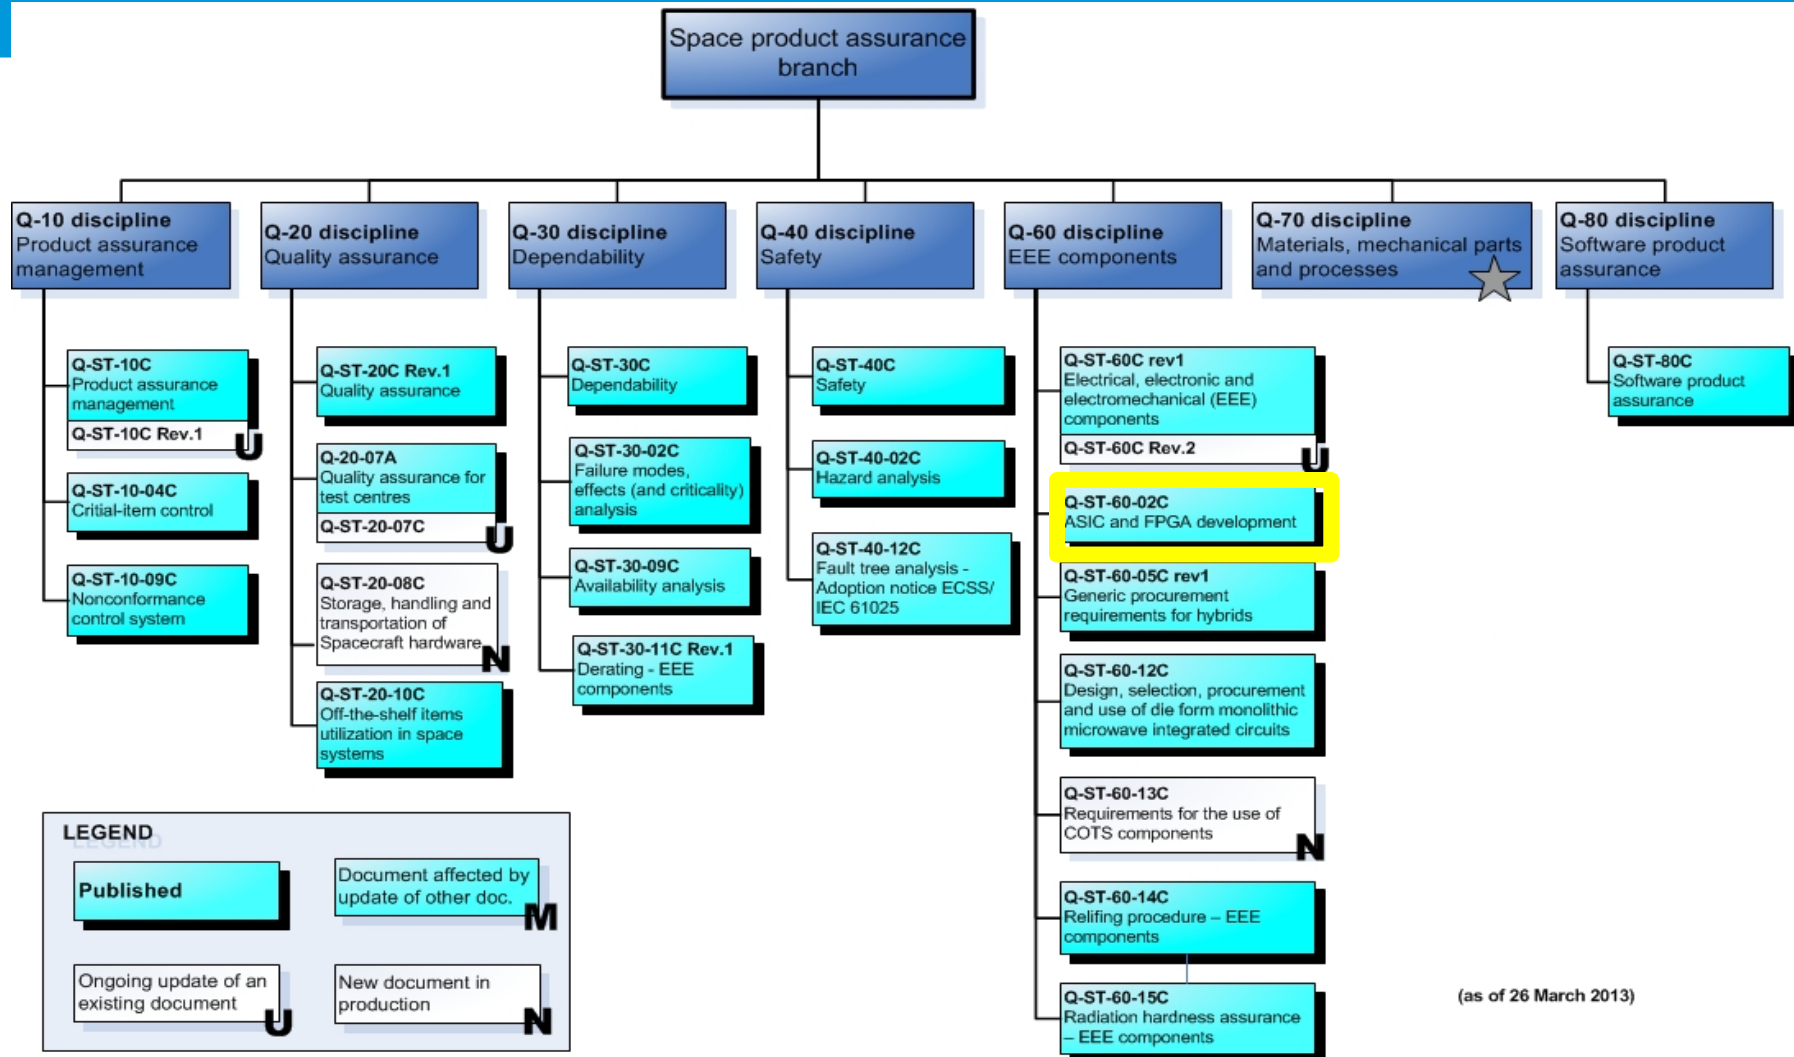 Space product assurance
branch
Q-10 discipline
Product assurance
management
Q-20 discipline
Quality assurance
Q-30 discipline
Dependability
Q-40 discipline
Safety
Q-60 discipline
EEE components
Q-70 discipline
Materials, mechanical parts
and processes
Q-80 discipline
Software product
assurance
Q-ST-10C
Product assurance
management
Q-ST-10C Rev.1
U
Q-ST-10-04C
Critial-item control
Q-ST-10-09C
Nonconformance
control system
Q-ST-20C Rev.1
Quality assurance
Q-20-07A
Quality assurance for
test centres
Q-ST-20-07C
U
Q-ST-20-08C
Storage, handling and
transportation of
Spacecraft hardware
N
Q-ST-20-10C
Off-the-shelf items
utilization in space
systems
Q-ST-30C
Dependability
Q-ST-30-02C
Failure modes,
effects (and criticality)
analysis
Q-ST-30-09C
Availability analysis
Q-ST-30-11C Rev.1
Derating - EEE
components
Q-ST-40C
Safety
Q-ST-40-02C
Hazard analysis
Q-ST-40-12C
Fault tree analysis -
Adoption notice ECSS/
IEC 61025
Q-ST-60C rev1
Electrical, electronic and
electromechanical (EEE)
components
Q-ST-60C Rev.2
U
Q-ST-60-02C
ASIC and FPGA development
Q-ST-60-05C rev1
Generic procurement
requirements for hybrids
Q-ST-60-12C
Design, selection, procurement
and use of die form monolithic
microwave integrated circuits
Q-ST-60-13C
Requirements for the use of
COTS components
N
Q-ST-60-14C
Relifing procedure – EEE
components
Q-ST-60-15C
Radiation hardness assurance
– EEE components
Q-ST-80C
Software product
assurance
LEGEND
Published
Document affected by
update of other doc.
M
Ongoing update of an
existing document
U
New document in
production
N
(as of 26 March 2013)